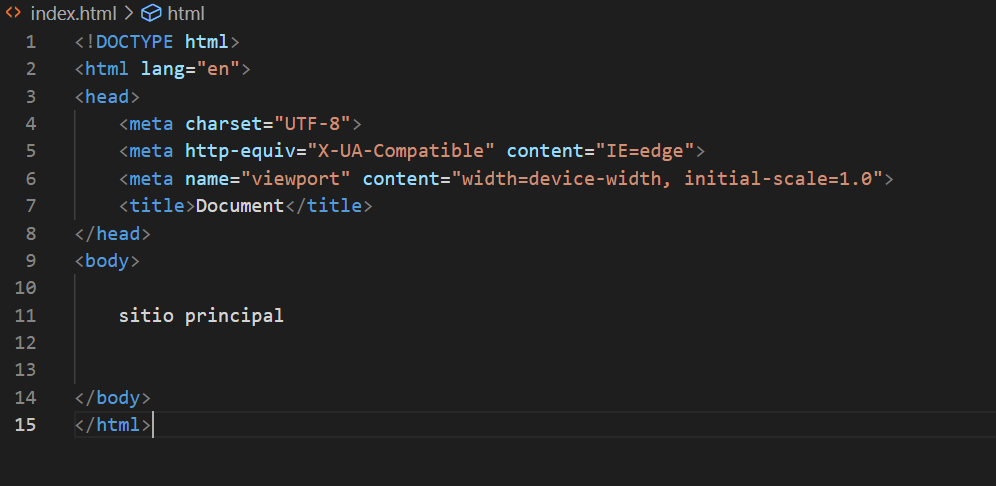 index.html > html
1 <!DOCTYPE html>
2 <html lang="en">
3 <head>
4     <meta charset="UTF-8">
5     <meta http-equiv="X-UA-Compatible" content="IE=edge">
6     <meta name="viewport" content="width=device-width, initial-scale=1.0">
7     <title>Document</title>
8 </head>
9 <body>
10
11     sitio principal
12
13
14 </body>
15 </html>